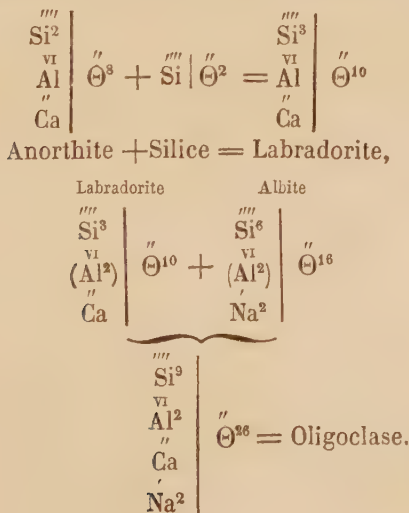 Si² | Si³
Al | Θ⁸ + Si | Θ² = Al | Θ¹⁰
Ca | Ca |
Anorthite + Silice = Labradorite,
Labradorite Albite
Si³ | Si⁶ |
(Al²) | Θ¹⁰ + (Al²) | Θ¹⁶
Ca | Na² |
Si⁹ |
Al² |
Θ²⁶ = Oligoclase.
Ca |
Na² |